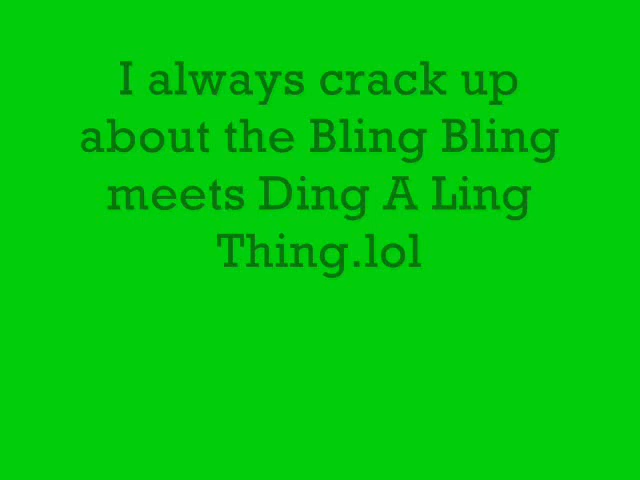 I always crack up
about the Bling Bling
meets Ding A Ling
Thing.lol